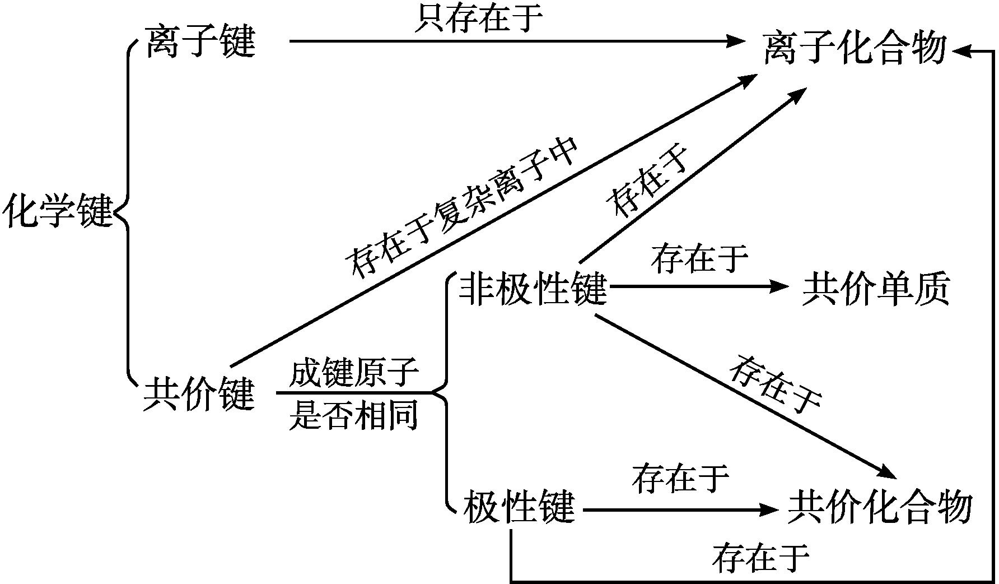 只存在于
离子键
离子化合物
存在于复杂离子中
存在于
化学键
存在于
非极性键
共价单质
成键原子
是否相同
共价键
存在于
存在于
极性键
共价化合物
存在于